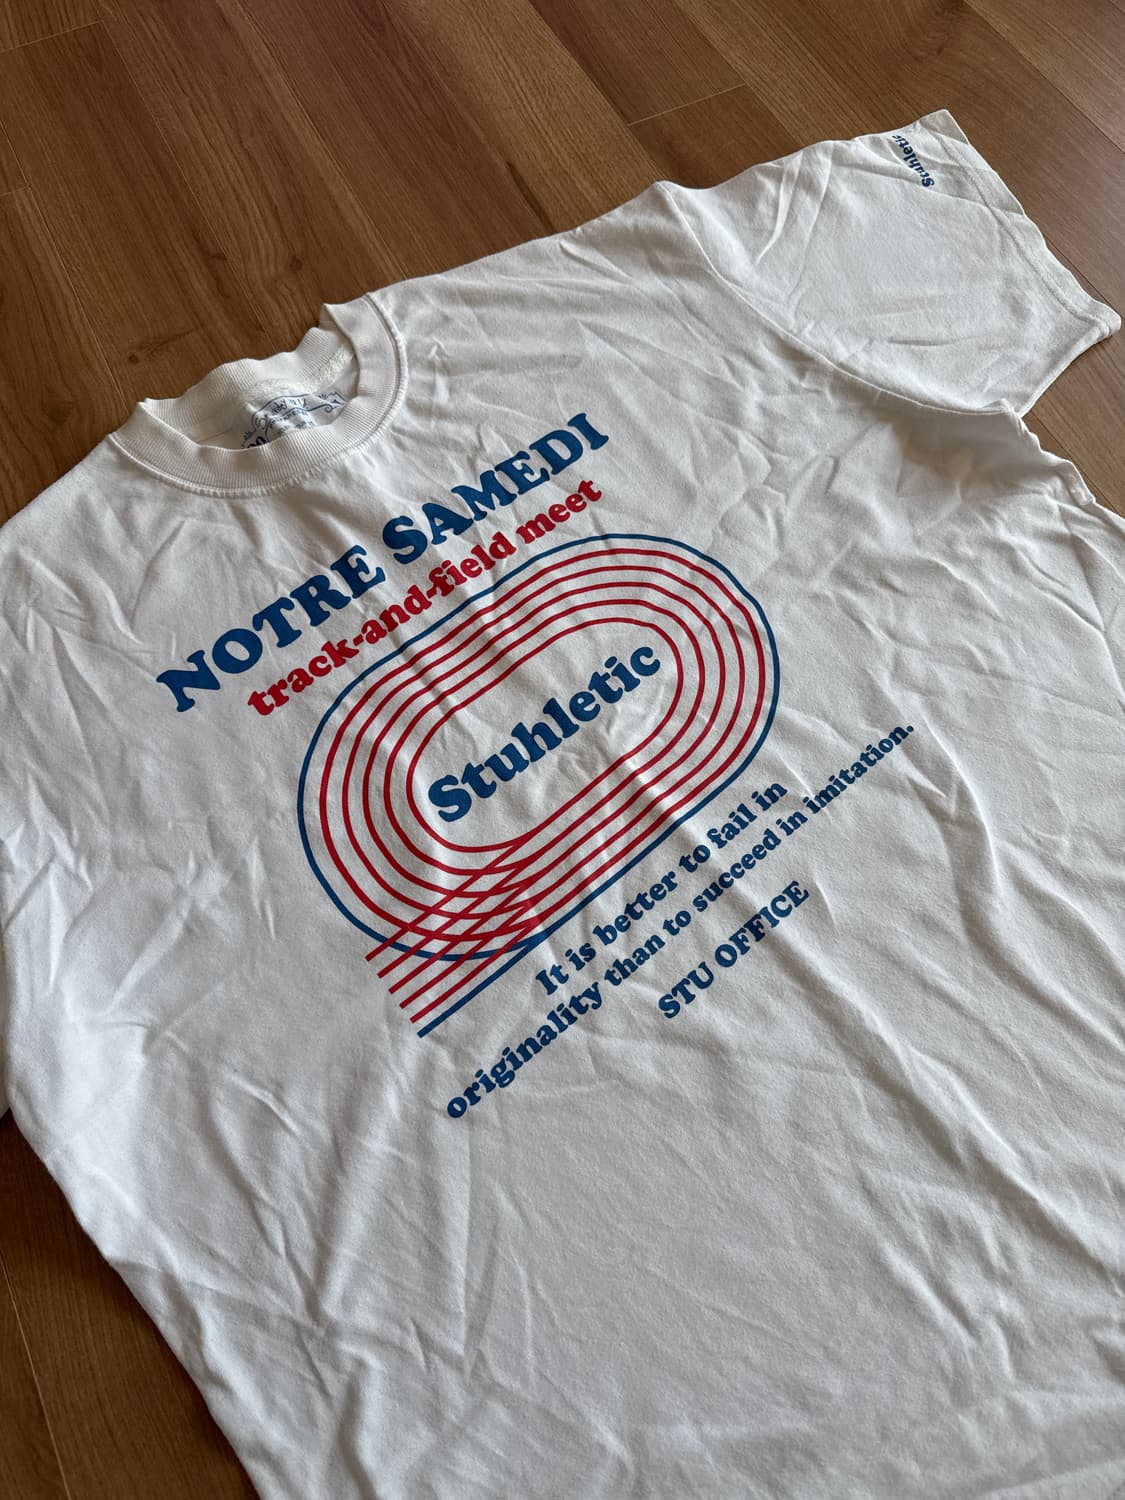 NOTRE SAMEDI
track-and-field meet
Stuhletic
It is better to fail in
originality than to succeed in imitation.
STU OFFICE
Stuhletic